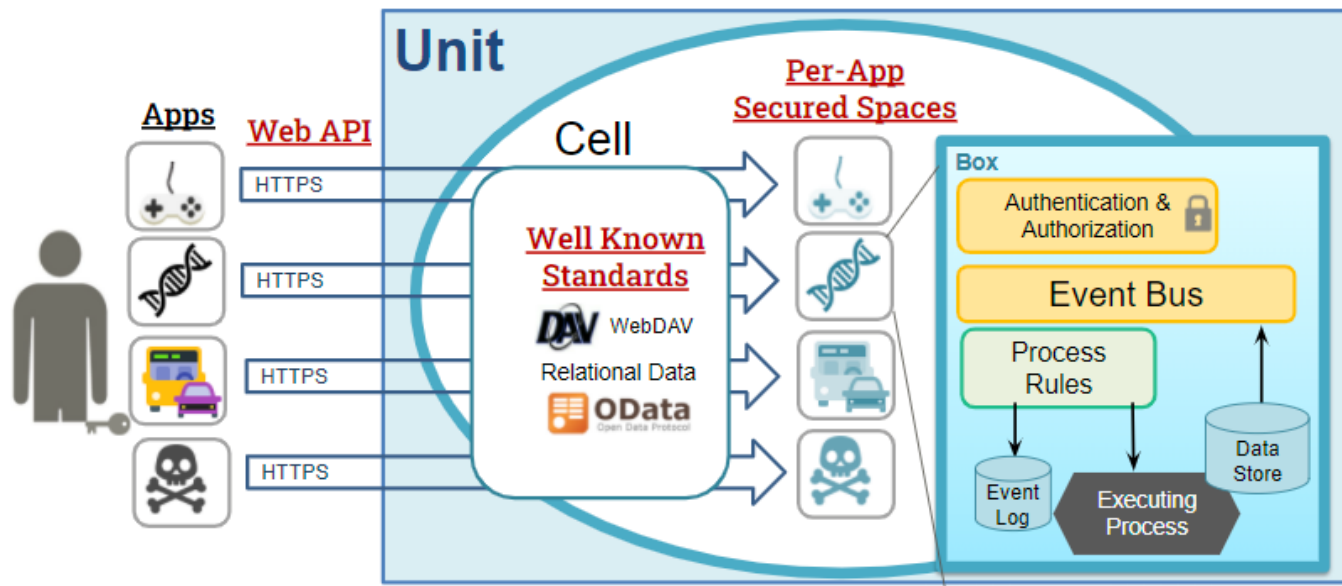 Unit
Apps
Web API
Cell
Per-App
Secured Spaces
HTTPS
HTTPS
HTTPS
HTTPS
Well Known
Standards
DAV WebDAV
Relational Data
OData
Open Data Protocol
Box
Authentication &
Authorization
Event Bus
Process
Rules
Event
Log
Executing
Process
Data
Store